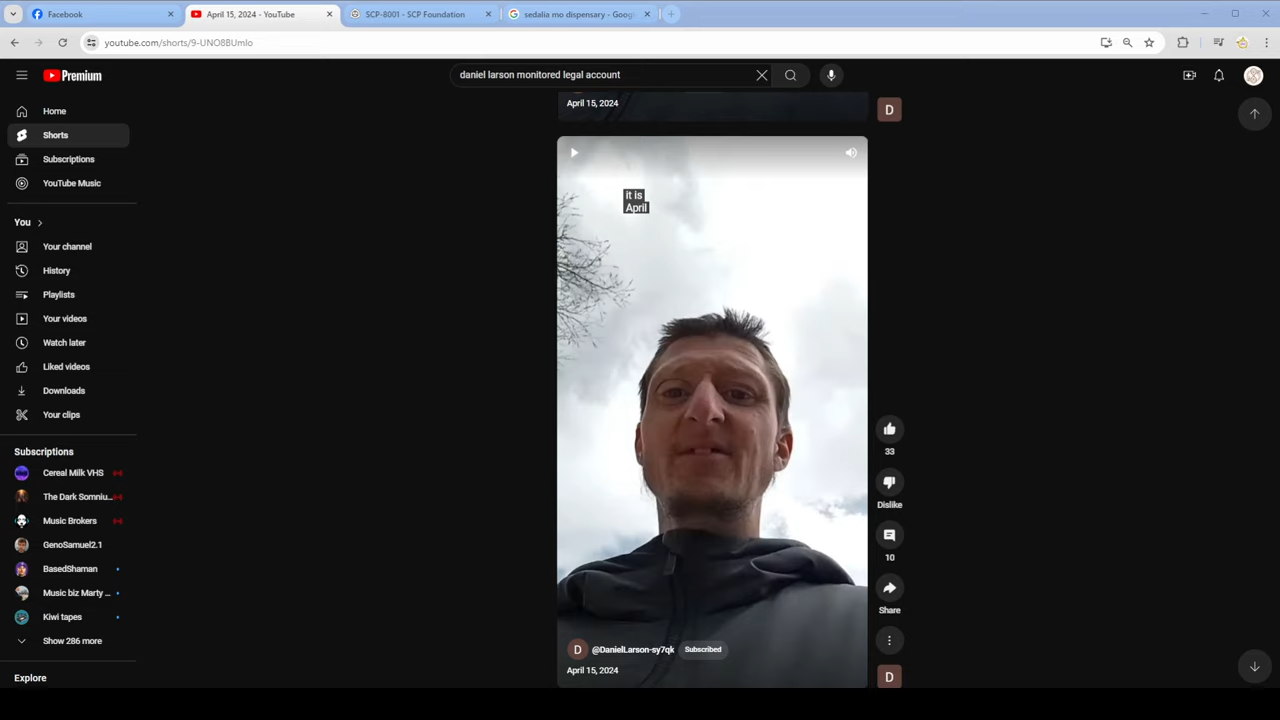 Facebook
April 15, 2024 - YouTube
SCP-8001 - SCP Foundation
sedalia mo dispensary - Goog
youtube.com/shorts/9-UNO8BUmIo
Premium
daniel larson monitored legal account
Home
Shorts
Subscriptions
YouTube Music
You
Your channel
History
Playlists
Your videos
Watch later
Liked videos
Downloads
Your clips
Subscriptions
Cereal Milk VHS
The Dark Somniu...
Music Brokers
GenoSamuel2.1
BasedShaman
Music biz Marty ...
Kiwi tapes
Show 286 more
Explore
April 15, 2024
D
it is
April
33
Dislike
10
Share
D
@DanielLarson-sy7qk
Subscribed
April 15, 2024
D